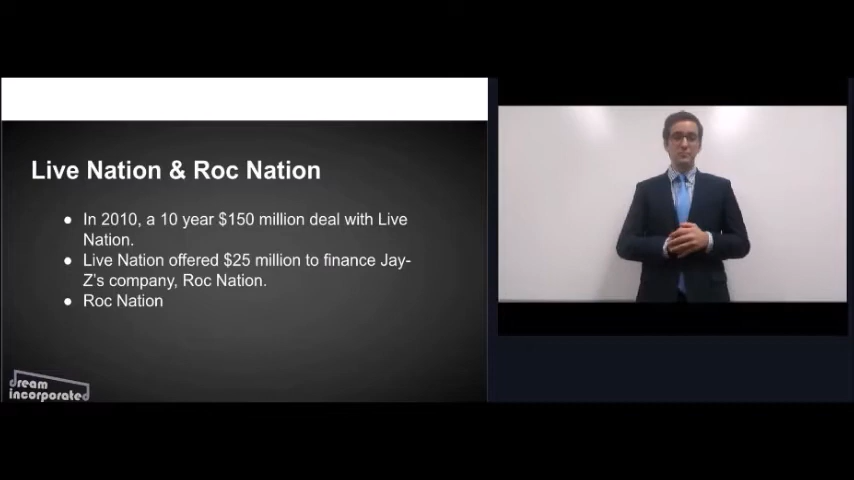 Live Nation & Roc Nation
● In 2010, a 10 year $150 million deal with Live
Nation.
● Live Nation offered $25 million to finance Jay-
Z's company, Roc Nation.
● Roc Nation
dream
incorporated